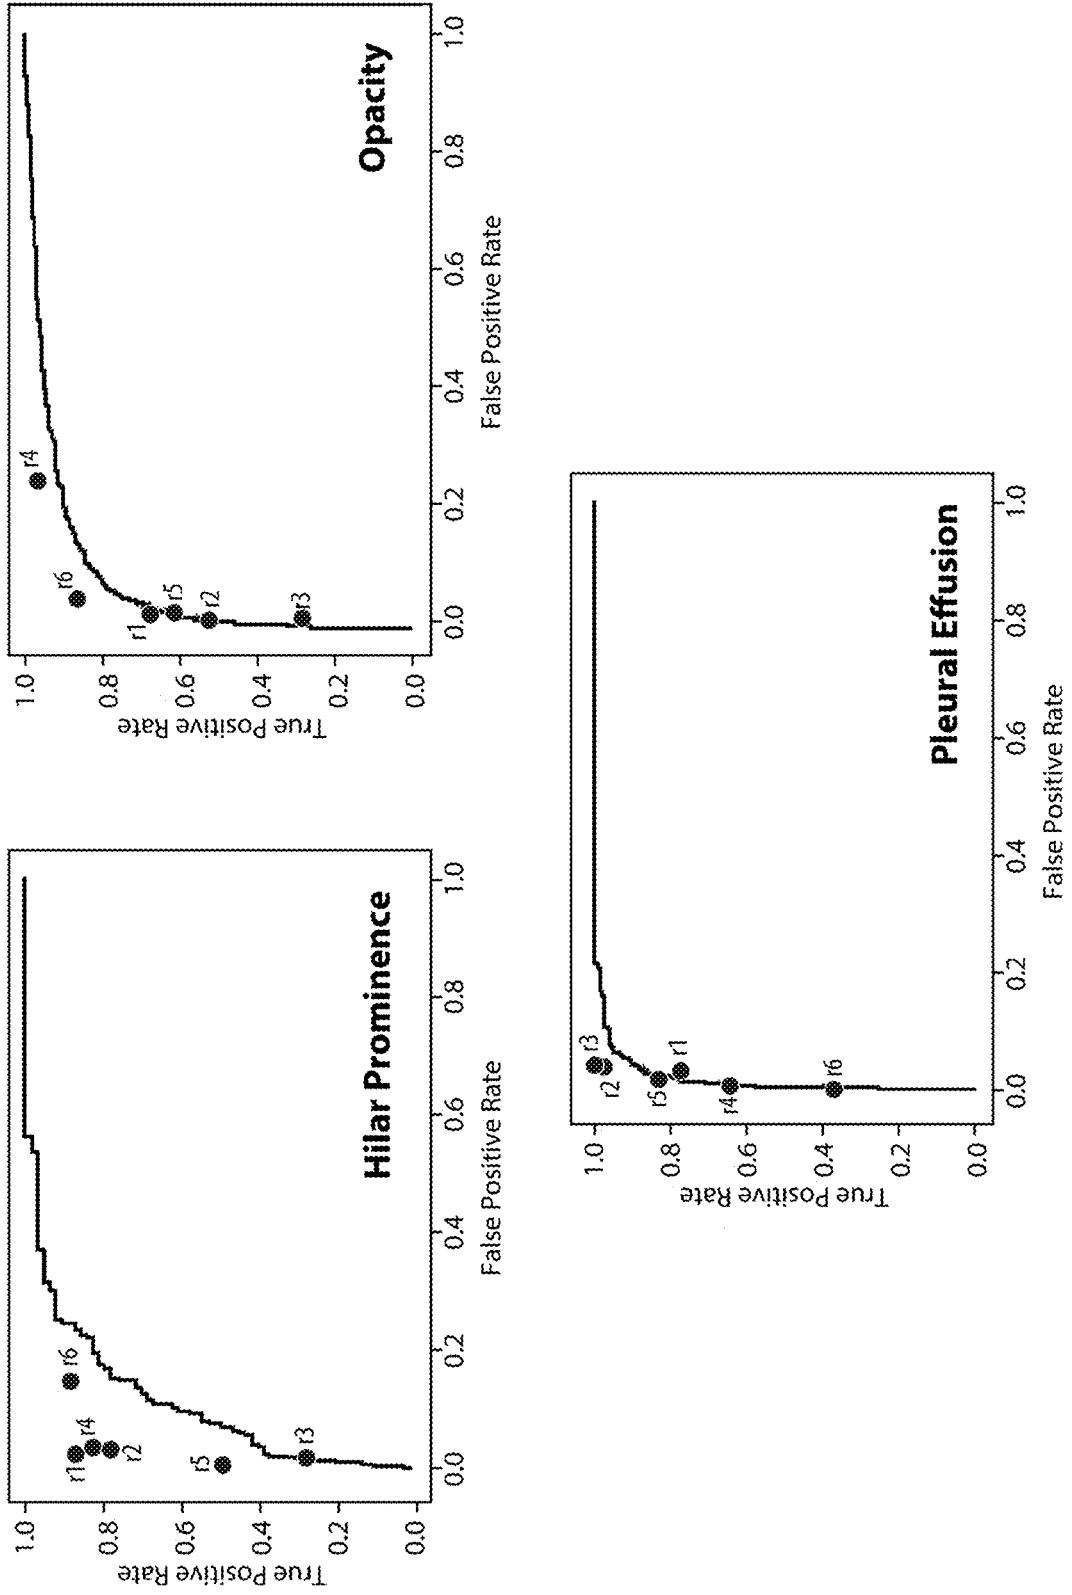 True Positive Rate
1.0
0.8
0.6
0.4
0.2
0.0
r1
r4
r2
r6
r5
r3
Hilar Prominence
0.0 0.2 0.4 0.6 0.8 1.0
False Positive Rate
True Positive Rate
1.0
0.8
0.6
0.4
0.2
0.0
r4
r6
r1
r5
r2
r3
Opacity
0.0 0.2 0.4 0.6 0.8 1.0
False Positive Rate
True Positive Rate
1.0
0.8
0.6
0.4
0.2
0.0
r3
r2
r5
r1
r4
r6
Pleural Effusion
0.0 0.2 0.4 0.6 0.8 1.0
False Positive Rate